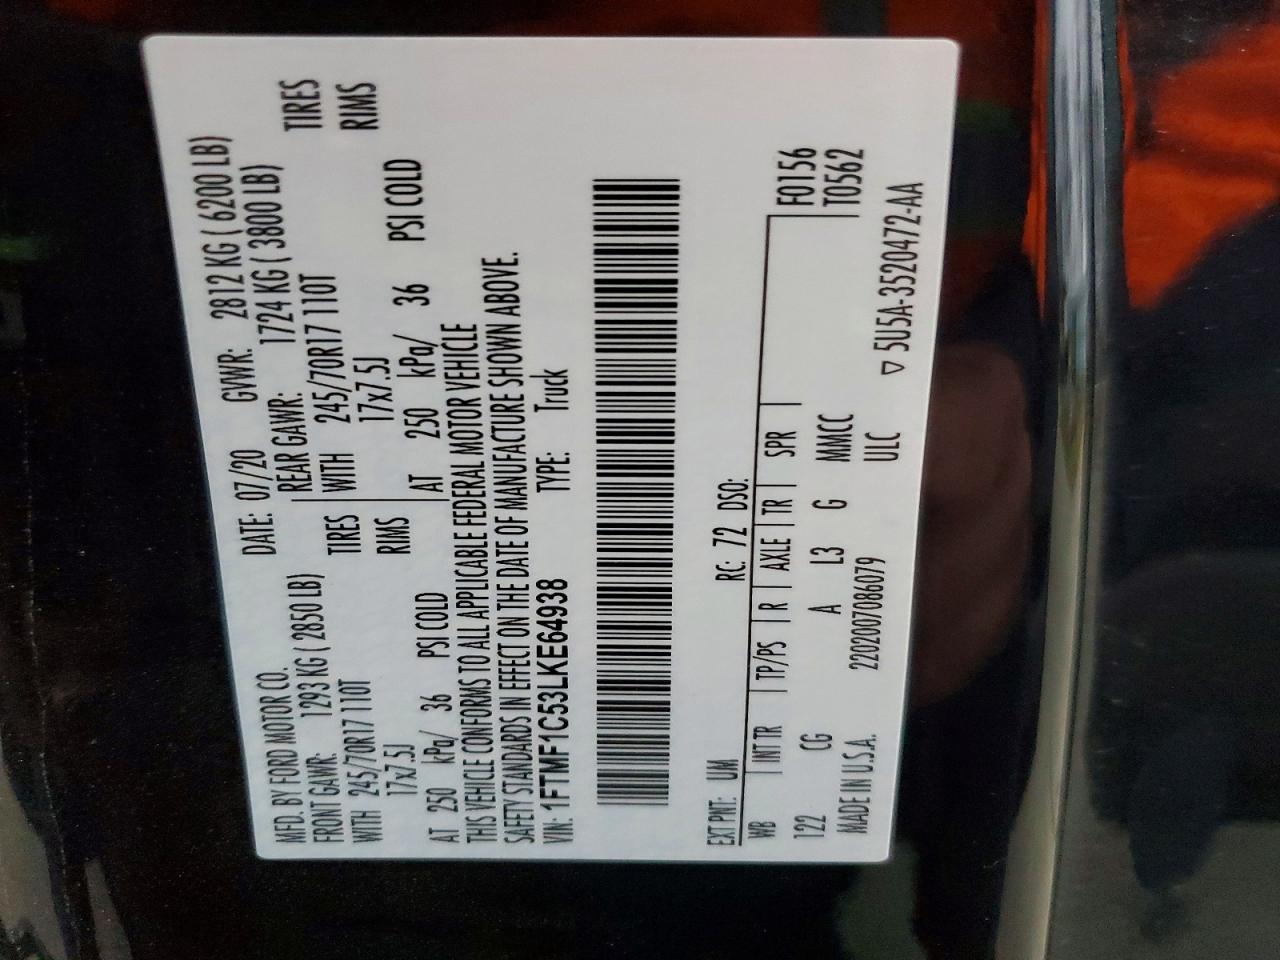 MFD. BY FORD MOTOR CO. DATE: 07/20 GVWR: 2812 KG ( 6200 LB)
FRONT GAWR: 1293 KG ( 2850 LB) REAR GAWR: 1724 KG ( 3800 LB)
WITH 245/70R17 110T TIRES WITH 245/70R17 110T TIRES
17x7.5J RIMS 17x7.5J RIMS
AT 250 kPa/ 36 PSI COLD AT 250 kPa/ 36 PSI COLD
THIS VEHICLE CONFORMS TO ALL APPLICABLE FEDERAL MOTOR VEHICLE
SAFETY STANDARDS IN EFFECT ON THE DATE OF MANUFACTURE SHOWN ABOVE.
VIN: 1FTMF1C53LKE64938 TYPE: Truck
EXT PNT: UM RC: 72 DSO:
WB INT TR TP/PS R AXLE TR SPR F0156
122 CG A L3 G MMCC T0562
MADE IN U.S.A. 2202007086079 ULC ▽ 5U5A-3520472-AA